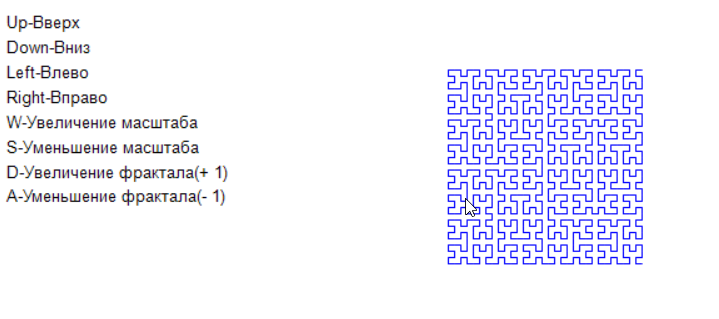 Up-Вверх
Down-Вниз
Left-Влево
Right-Вправо
W-Увеличение масштаба
S-Уменьшение масштаба
D-Увеличение фрактала(+ 1)
A-Уменьшение фрактала(- 1)